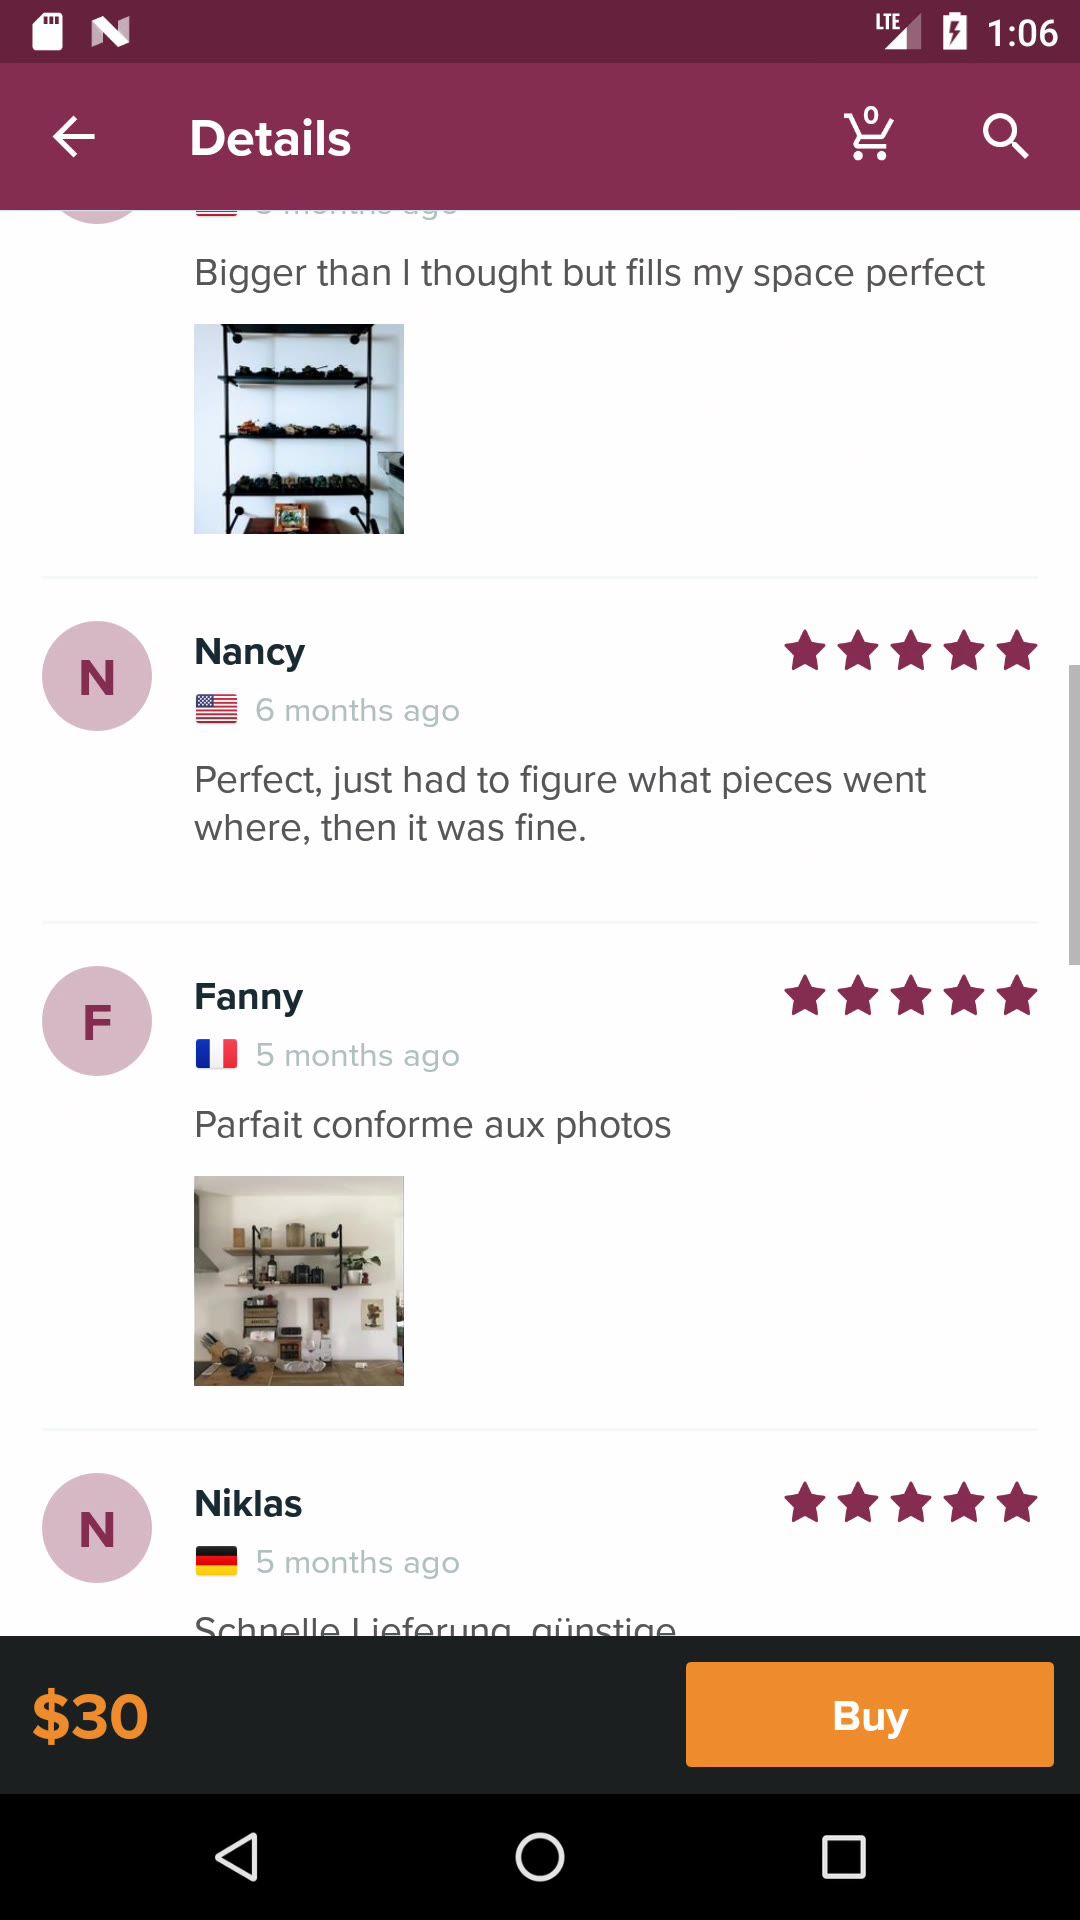 LTE 1:06
Details 0
Bigger than I thought but fills my space perfect
N Nancy
6 months ago
Perfect, just had to figure what pieces went
where, then it was fine.
F Fanny
5 months ago
Parfait conforme aux photos
N Niklas
5 months ago
Schnelle Lieferung, günstige
$30 Buy